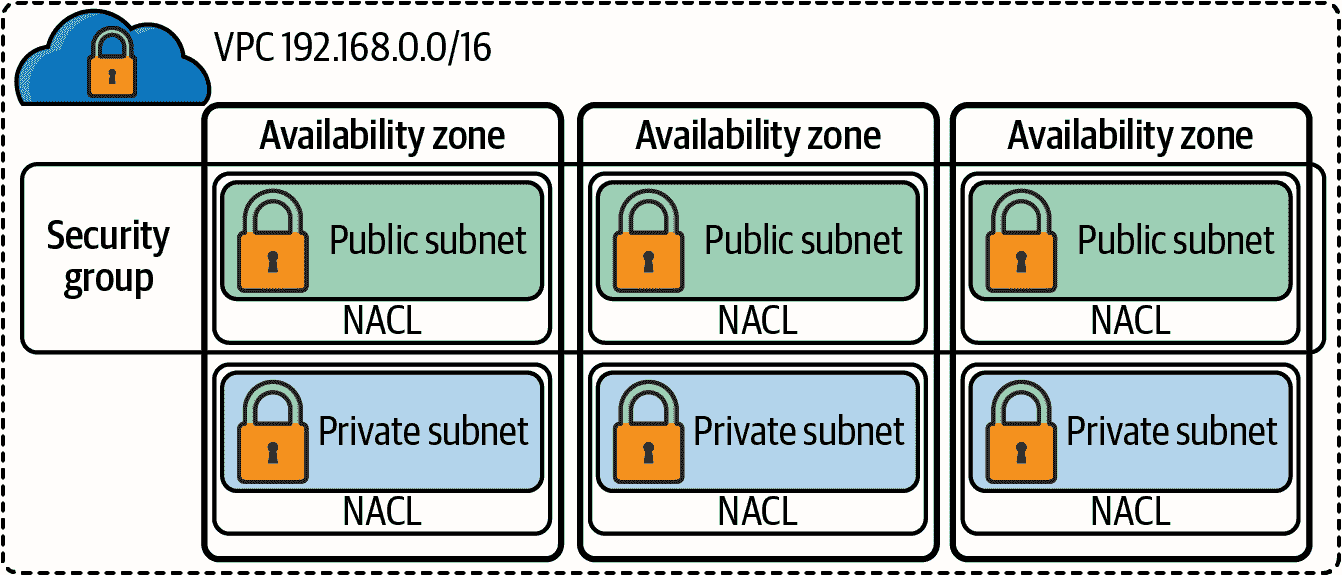 VPC 192.168.0.0/16
Availability zone
Availability zone
Availability zone
Security
group
Public subnet
Public subnet
Public subnet
NACL
NACL
NACL
Private subnet
Private subnet
Private subnet
NACL
NACL
NACL